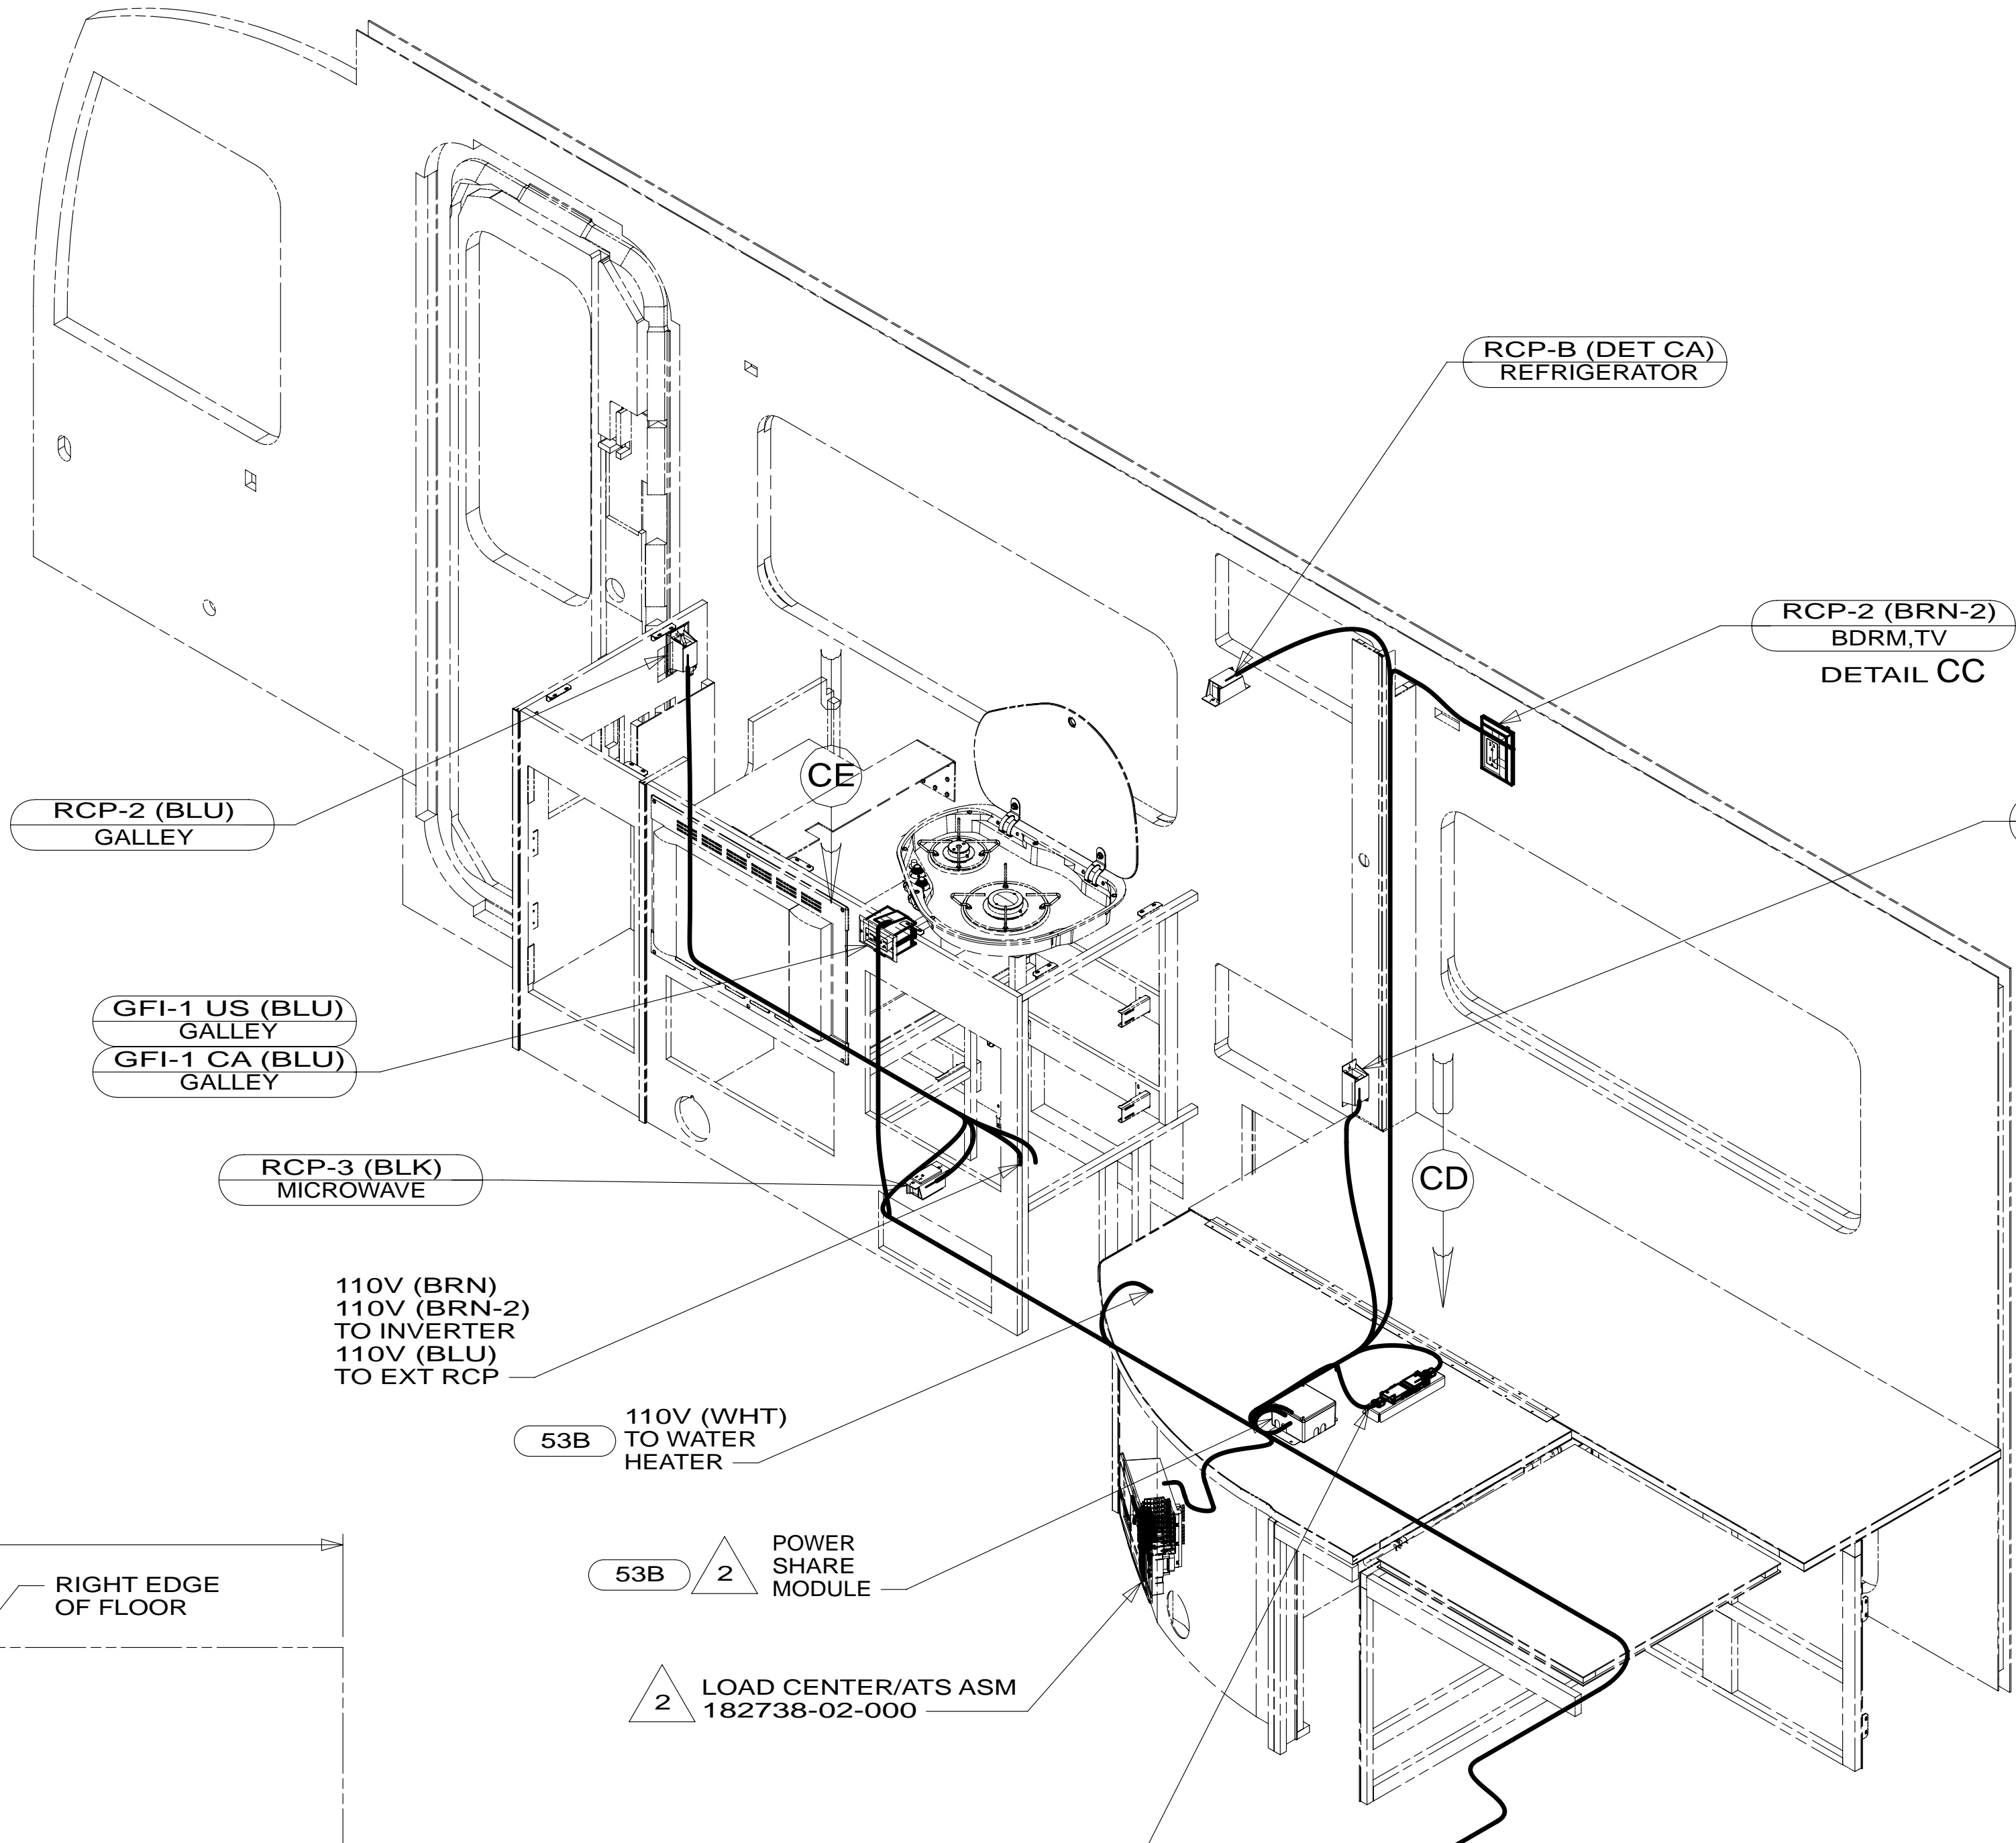 RCP-B (DET CA)
REFRIGERATOR
RCP-2 (BRN-2)
BDRM,TV
DETAIL CC
CE
RCP-2 (BLU)
GALLEY
GFI-1 US (BLU)
GALLEY
GFI-1 CA (BLU)
GALLEY
RCP-3 (BLK)
MICROWAVE
CD
110V (BRN)
110V (BRN-2)
TO INVERTER
110V (BLU)
TO EXT RCP
53B
110V (WHT)
TO WATER
HEATER
53B
2
POWER
SHARE
MODULE
RIGHT EDGE
OF FLOOR
2
LOAD CENTER/ATS ASM
182738-02-000